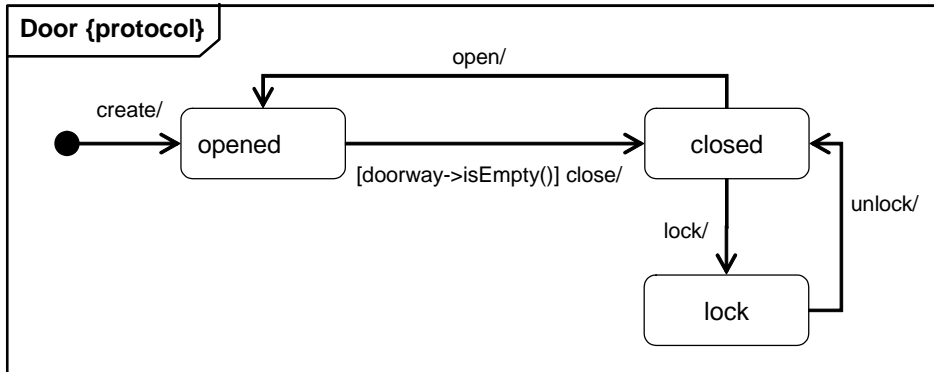 Door {protocol}
open/
create/
opened
closed
[doorway->isEmpty()] close/
unlock/
lock/
lock